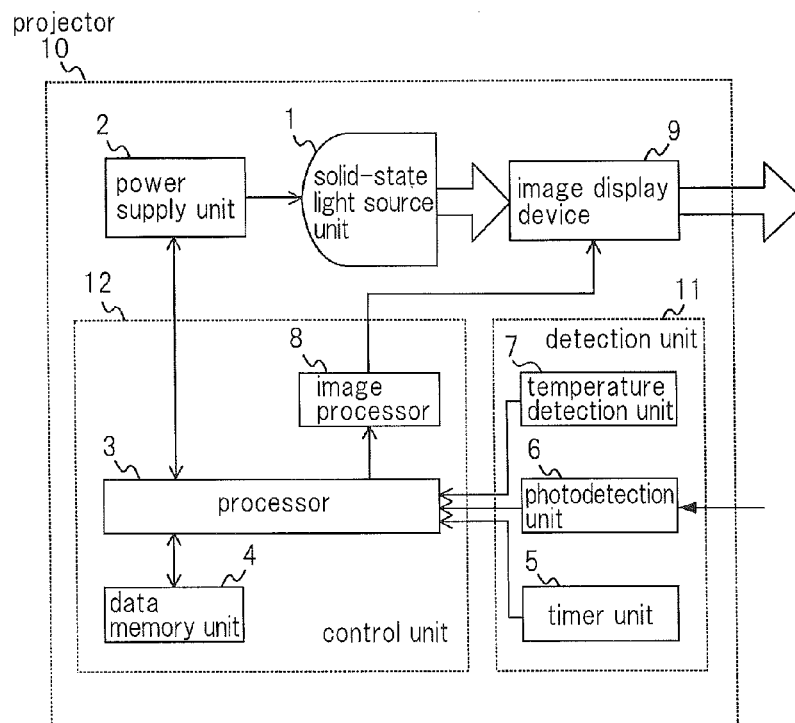 projector
10
2
power
supply unit
1
solid-state
light source
unit
9
image display
device
12
8
image
processor
3
processor
4
data
memory unit
control unit
11
detection unit
7
temperature
detection unit
6
photodetection
unit
5
timer unit